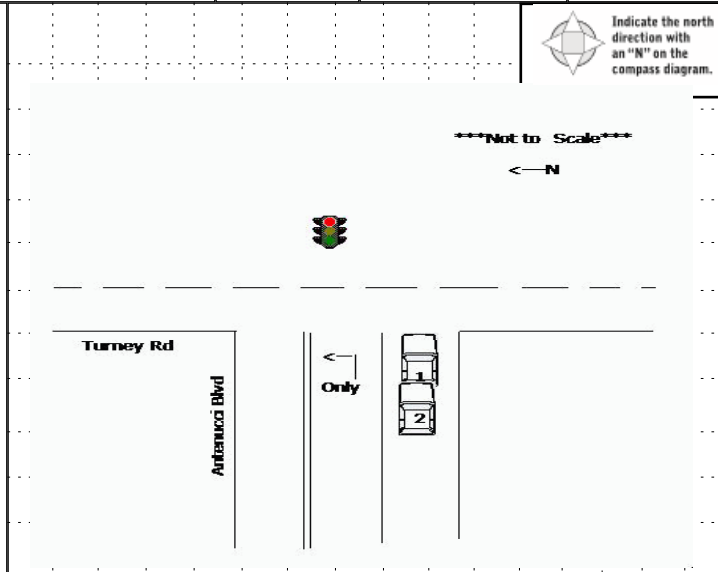 Indicate the north
direction with
an “N” on the
compass diagram.
***Not to Scale***
<—N
Turney Rd
Antenucci Blvd
Only
1
2